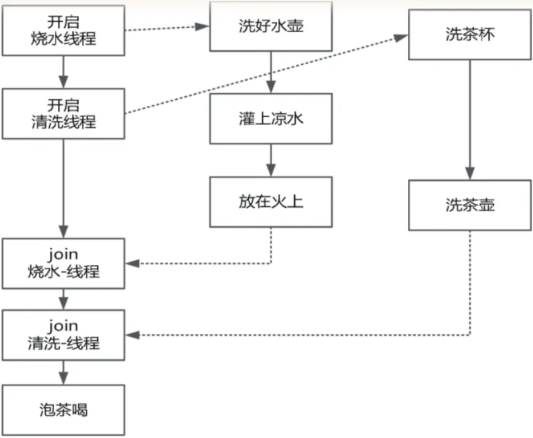 开启
烧水线程
洗好水壶
洗茶杯
开启
清洗线程
灌上凉水
放在火上
洗茶壶
join
烧水-线程
join
清洗-线程
泡茶喝